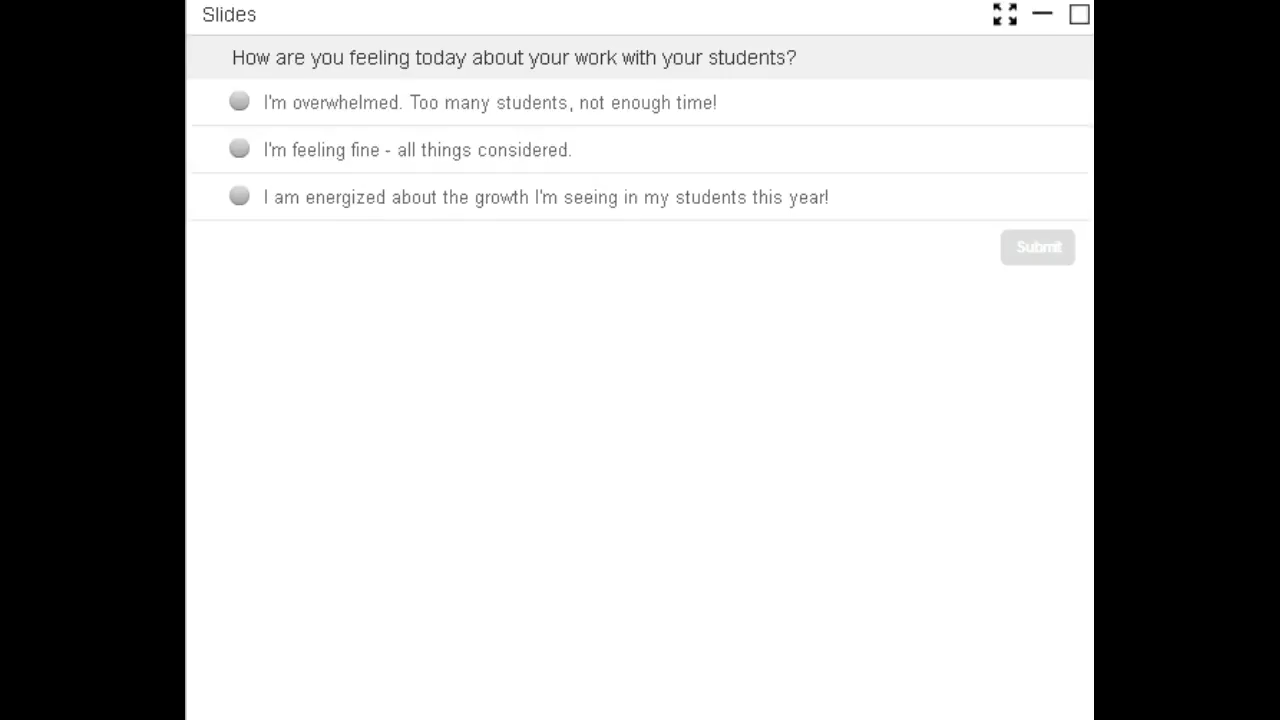 Slides
How are you feeling today about your work with your students?
I'm overwhelmed. Too many students, not enough time!
I'm feeling fine - all things considered.
I am energized about the growth I'm seeing in my students this year!
Submit